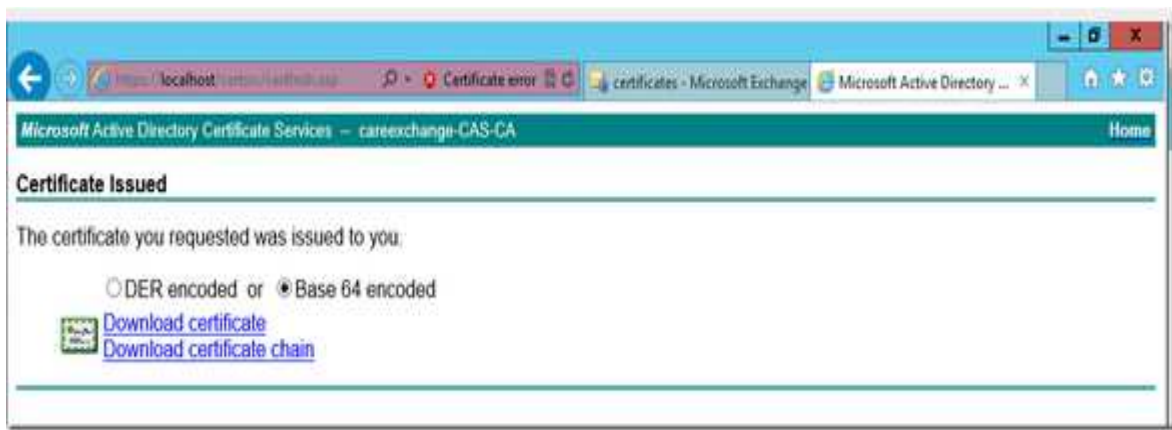 localhost
Certificate error
certificates - Microsoft Exchange
Microsoft Active Directory ...
Microsoft Active Directory Certificate Services -- careexchange-CAS-CA
Home
Certificate Issued
The certificate you requested was issued to you.
DER encoded or Base 64 encoded
Download certificate
Download certificate chain